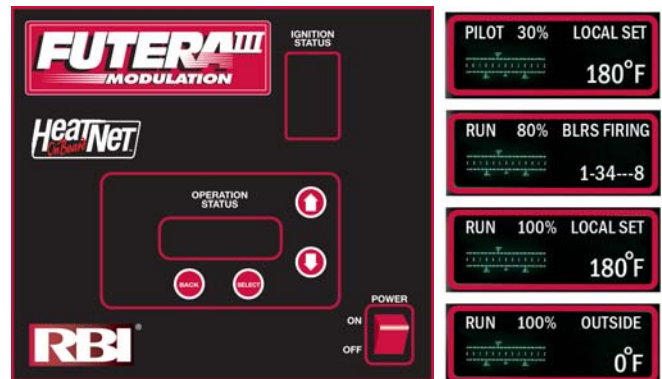 FUTERA III
MODULATION
HeatNet
OnBoard
IGNITION
STATUS
OPERATION
STATUS
BACK
SELECT
POWER
ON
OFF
RBI®
PILOT 30% LOCAL SET
180°F
RUN 80% BLRS FIRING
1-34---8
RUN 100% LOCAL SET
180°F
RUN 100% OUTSIDE
0°F